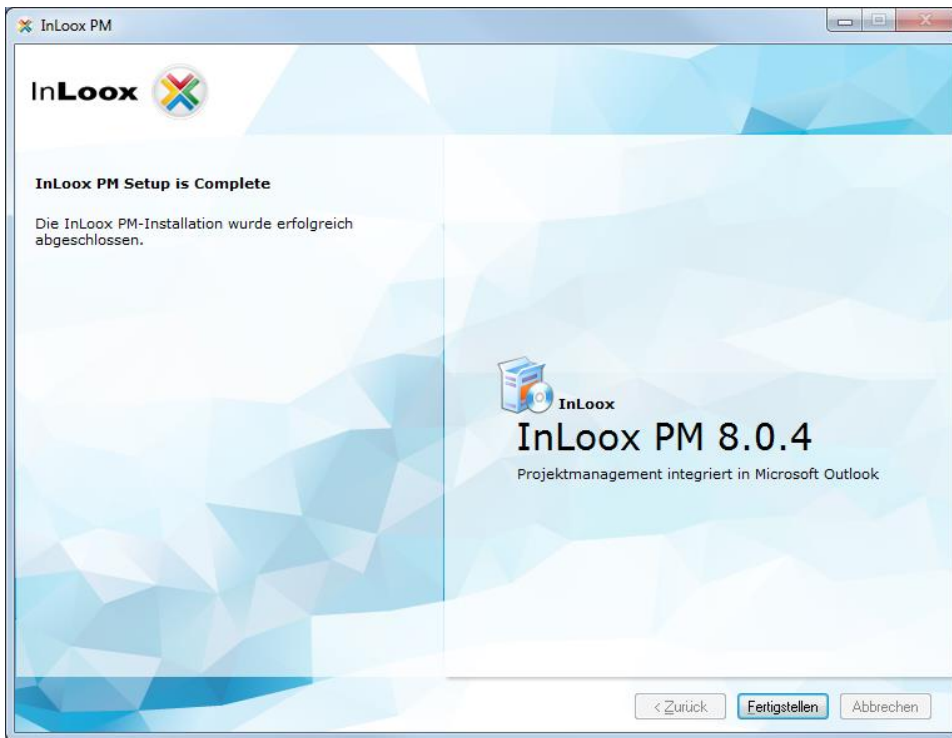 InLoox PM
InLoox
InLoox PM Setup is Complete
Die InLoox PM-Installation wurde erfolgreich
abgeschlossen.
InLoox
InLoox PM 8.0.4
Projektmanagement integriert in Microsoft Outlook
< Zurück
Fertigstellen
Abbrechen